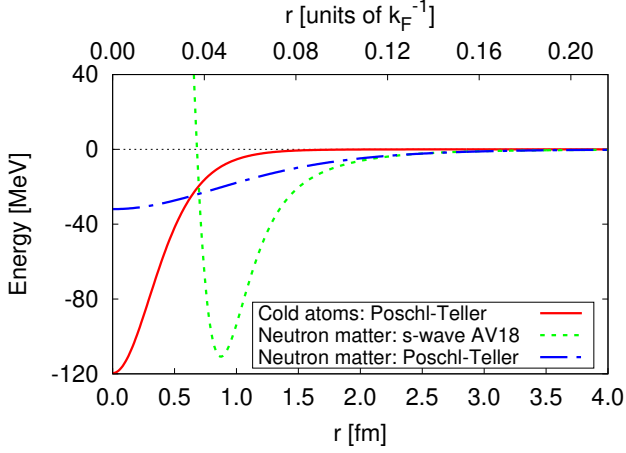 r [units of k_F^-1]
0.00 0.04 0.08 0.12 0.16 0.20
40
0
-40
-80
-120
Energy [MeV]
Cold atoms: Poschl-Teller
Neutron matter: s-wave AV18
Neutron matter: Poschl-Teller
0.0 0.5 1.0 1.5 2.0 2.5 3.0 3.5 4.0
r [fm]